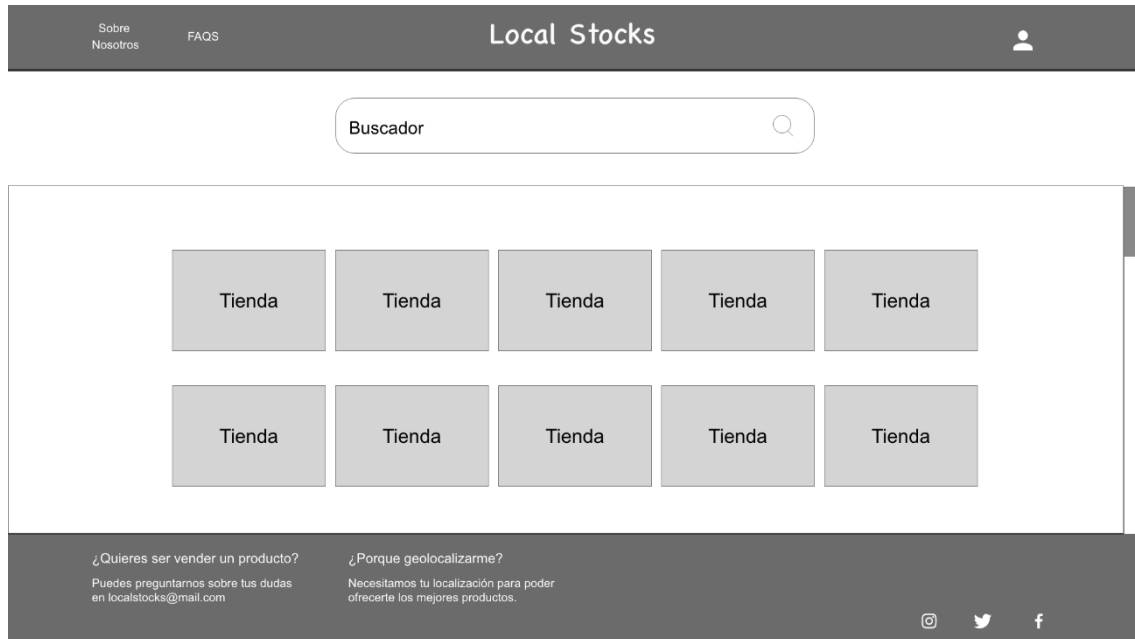 Sobre
Nosotros
FAQS
Local Stocks
Buscador
Tienda
Tienda
Tienda
Tienda
Tienda
Tienda
Tienda
Tienda
Tienda
Tienda
¿Quieres ser vender un producto?
Puedes preguntarnos sobre tus dudas
en localstocks@mail.com
¿Porque geolocalizarme?
Necesitamos tu localización para poder
ofrecerte los mejores productos.